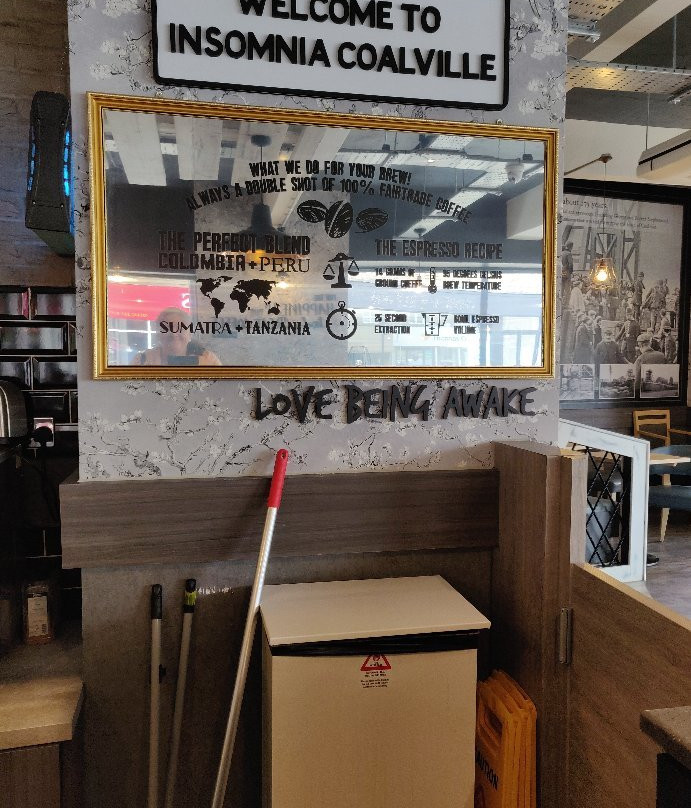 WELCOME TO
INSOMNIA COALVILLE
WHAT WE DO FOR YOUR BREW!
ALWAYS A DOUBLE SHOT OF 100% FAIRTRADE COFFEE
THE PERFECT BLEND
COLOMBIA + PERU
SUMATRA + TANZANIA
THE ESPRESSO RECIPE
14 GRAMS OF
GROUND COFFEE
95 DEGREES CELSIUS
BREW TEMPERATURE
25 SECOND
EXTRACTION
60ML ESPRESSO
VOLUME
LOVE BEING AWAKE
CAUTION